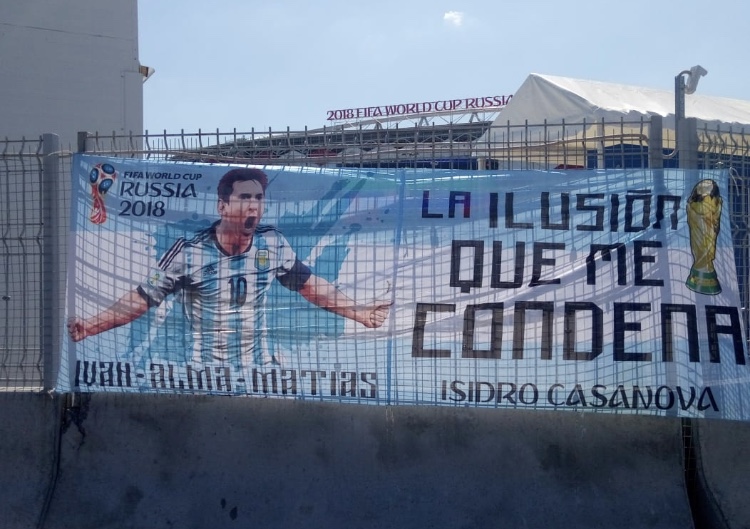 2018 FIFA WORLD CUP RUSSIA
FIFA WORLD CUP
RUSSIA
2018
10
IVAN - ALMA - MATIAS
LA ILUSIÓN
QUE ME
CONDENA
ISIDRO CASANOVA